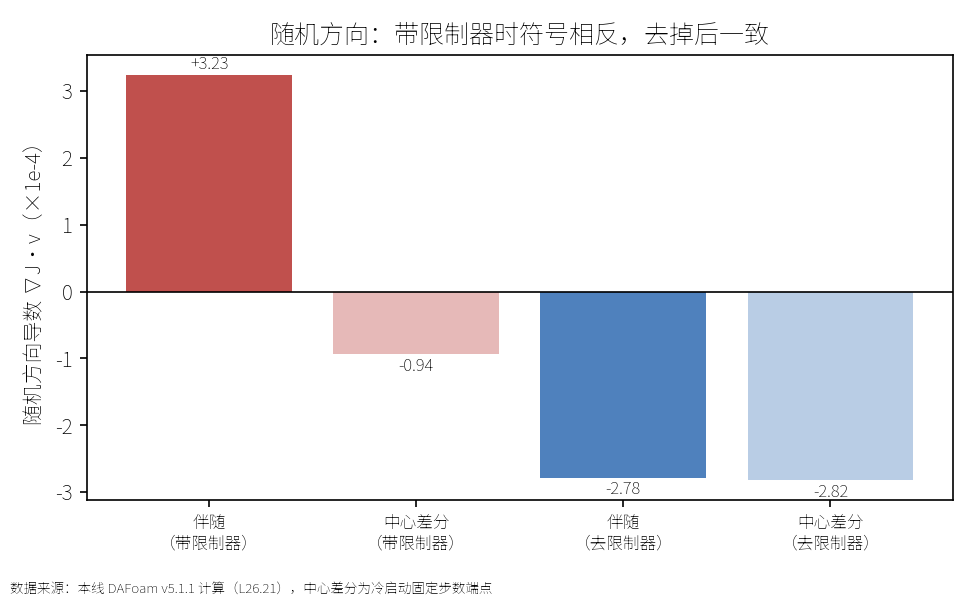 随机方向：带限制器时符号相反，去掉后一致
随机方向导数 ▽J·v（×1e-4）
3
2
1
0
-1
-2
-3
+3.23
-0.94
-2.78
-2.82
伴随
（带限制器）
中心差分
（带限制器）
伴随
（去限制器）
中心差分
（去限制器）
数据来源：本线 DAFoam v5.1.1 计算（L26.21），中心差分为冷启动固定步数端点